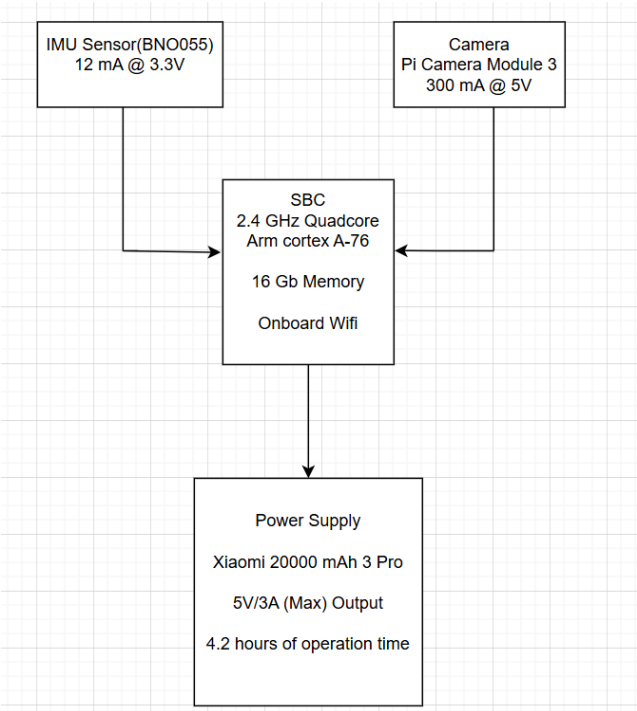 IMU Sensor(BNO055)
12 mA @ 3.3V
Camera
Pi Camera Module 3
300 mA @ 5V
SBC
2.4 GHz Quadcore
Arm cortex A-76
16 Gb Memory
Onboard Wifi
Power Supply
Xiaomi 20000 mAh 3 Pro
5V/3A (Max) Output
4.2 hours of operation time